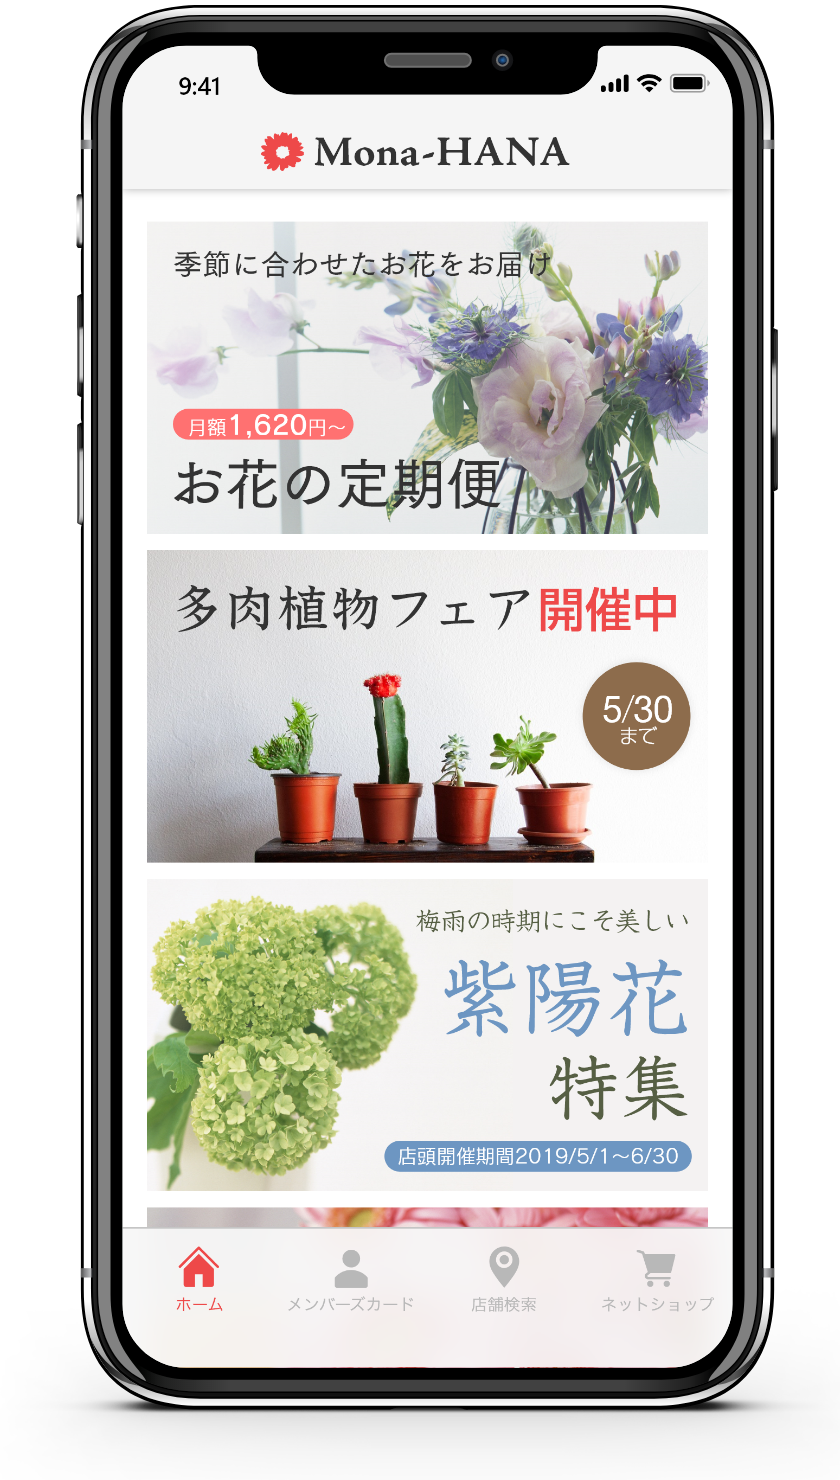 9:41
Mona-HANA
季節に合わせたお花をお届け
月額1,620円〜
お花の定期便
多肉植物フェア開催中
5/30
まで
梅雨の時期にこそ美しい
紫陽花
特集
店頭開催期間2019/5/1〜6/30
ホーム
メンバーズカード
店舗検索
ネットショップ